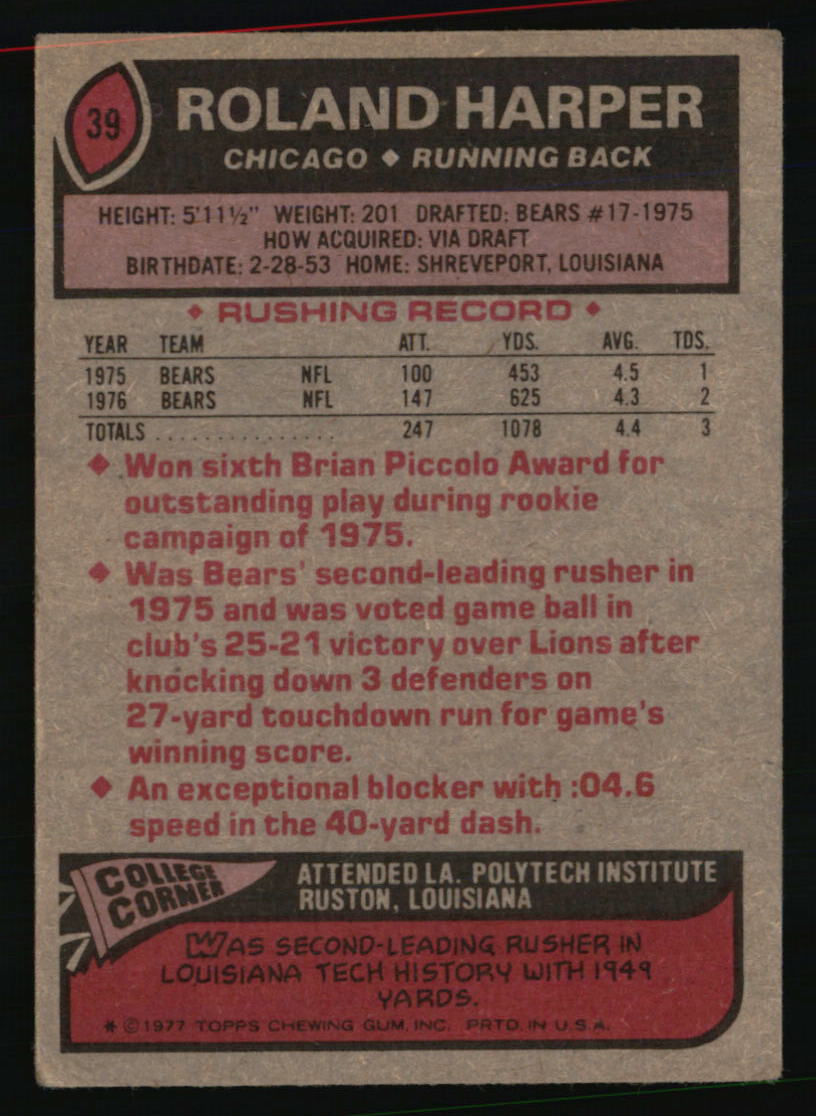 39
ROLAND HARPER
CHICAGO ◆ RUNNING BACK
HEIGHT: 5'11½" WEIGHT: 201 DRAFTED: BEARS #17-1975
HOW ACQUIRED: VIA DRAFT
BIRTHDATE: 2-28-53 HOME: SHREVEPORT, LOUISIANA
◆ RUSHING RECORD ◆
YEAR TEAM ATT. YDS. AVG. TDS.
1975 BEARS NFL 100 453 4.5 1
1976 BEARS NFL 147 625 4.3 2
TOTALS ................ 247 1078 4.4 3
◆ Won sixth Brian Piccolo Award for
outstanding play during rookie
campaign of 1975.
◆ Was Bears' second-leading rusher in
1975 and was voted game ball in
club's 25-21 victory over Lions after
knocking down 3 defenders on
27-yard touchdown run for game's
winning score.
◆ An exceptional blocker with :04.6
speed in the 40-yard dash.
COLLEGE
CORNER
ATTENDED LA. POLYTECH INSTITUTE
RUSTON, LOUISIANA
WAS SECOND-LEADING RUSHER IN
LOUISIANA TECH HISTORY WITH 1949
YARDS.
* ©1977 TOPPS CHEWING GUM, INC. PRTD. IN U.S.A.